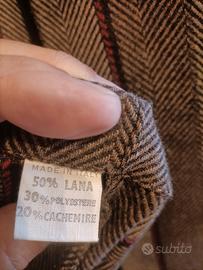 MADE IN ITALY
50% LANA
30% POLYESTERE
20% CACHEMIRE
subito